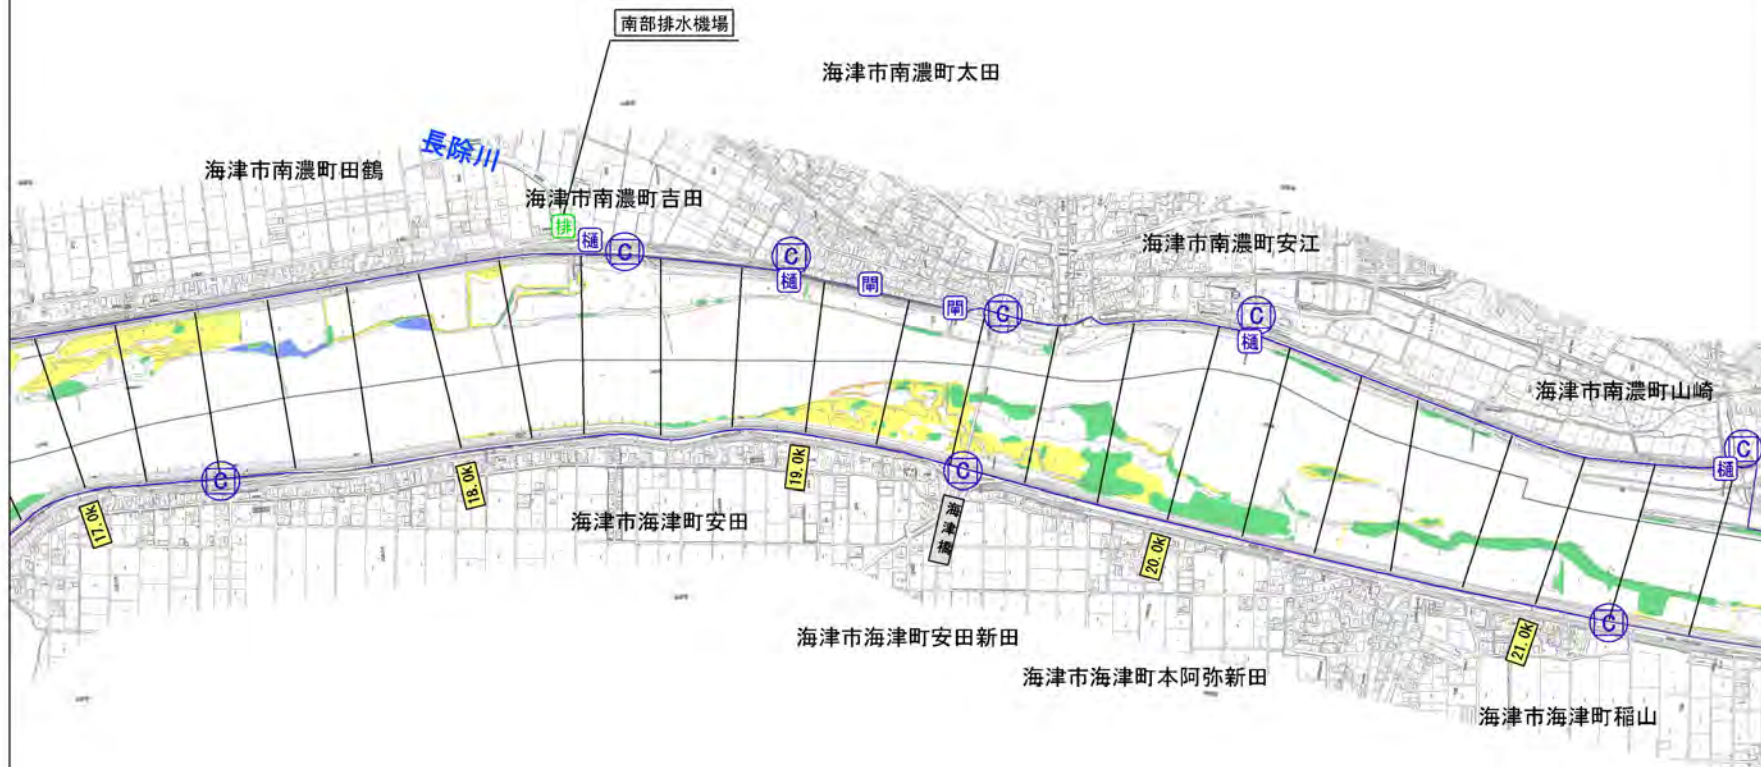 南部排水機場
海津市南濃町太田
長除川
海津市南濃町田鶴
海津市南濃町吉田
排
樋
C
C
樋
閘
閘
C
海津市南濃町安江
C
樋
海津市南濃町山崎
C
樋
C
17.0k
18.0k
19.0k
C
海津橋
20.0k
21.0k
C
海津市海津町安田
海津市海津町安田新田
海津市海津町本阿弥新田
海津市海津町稲山